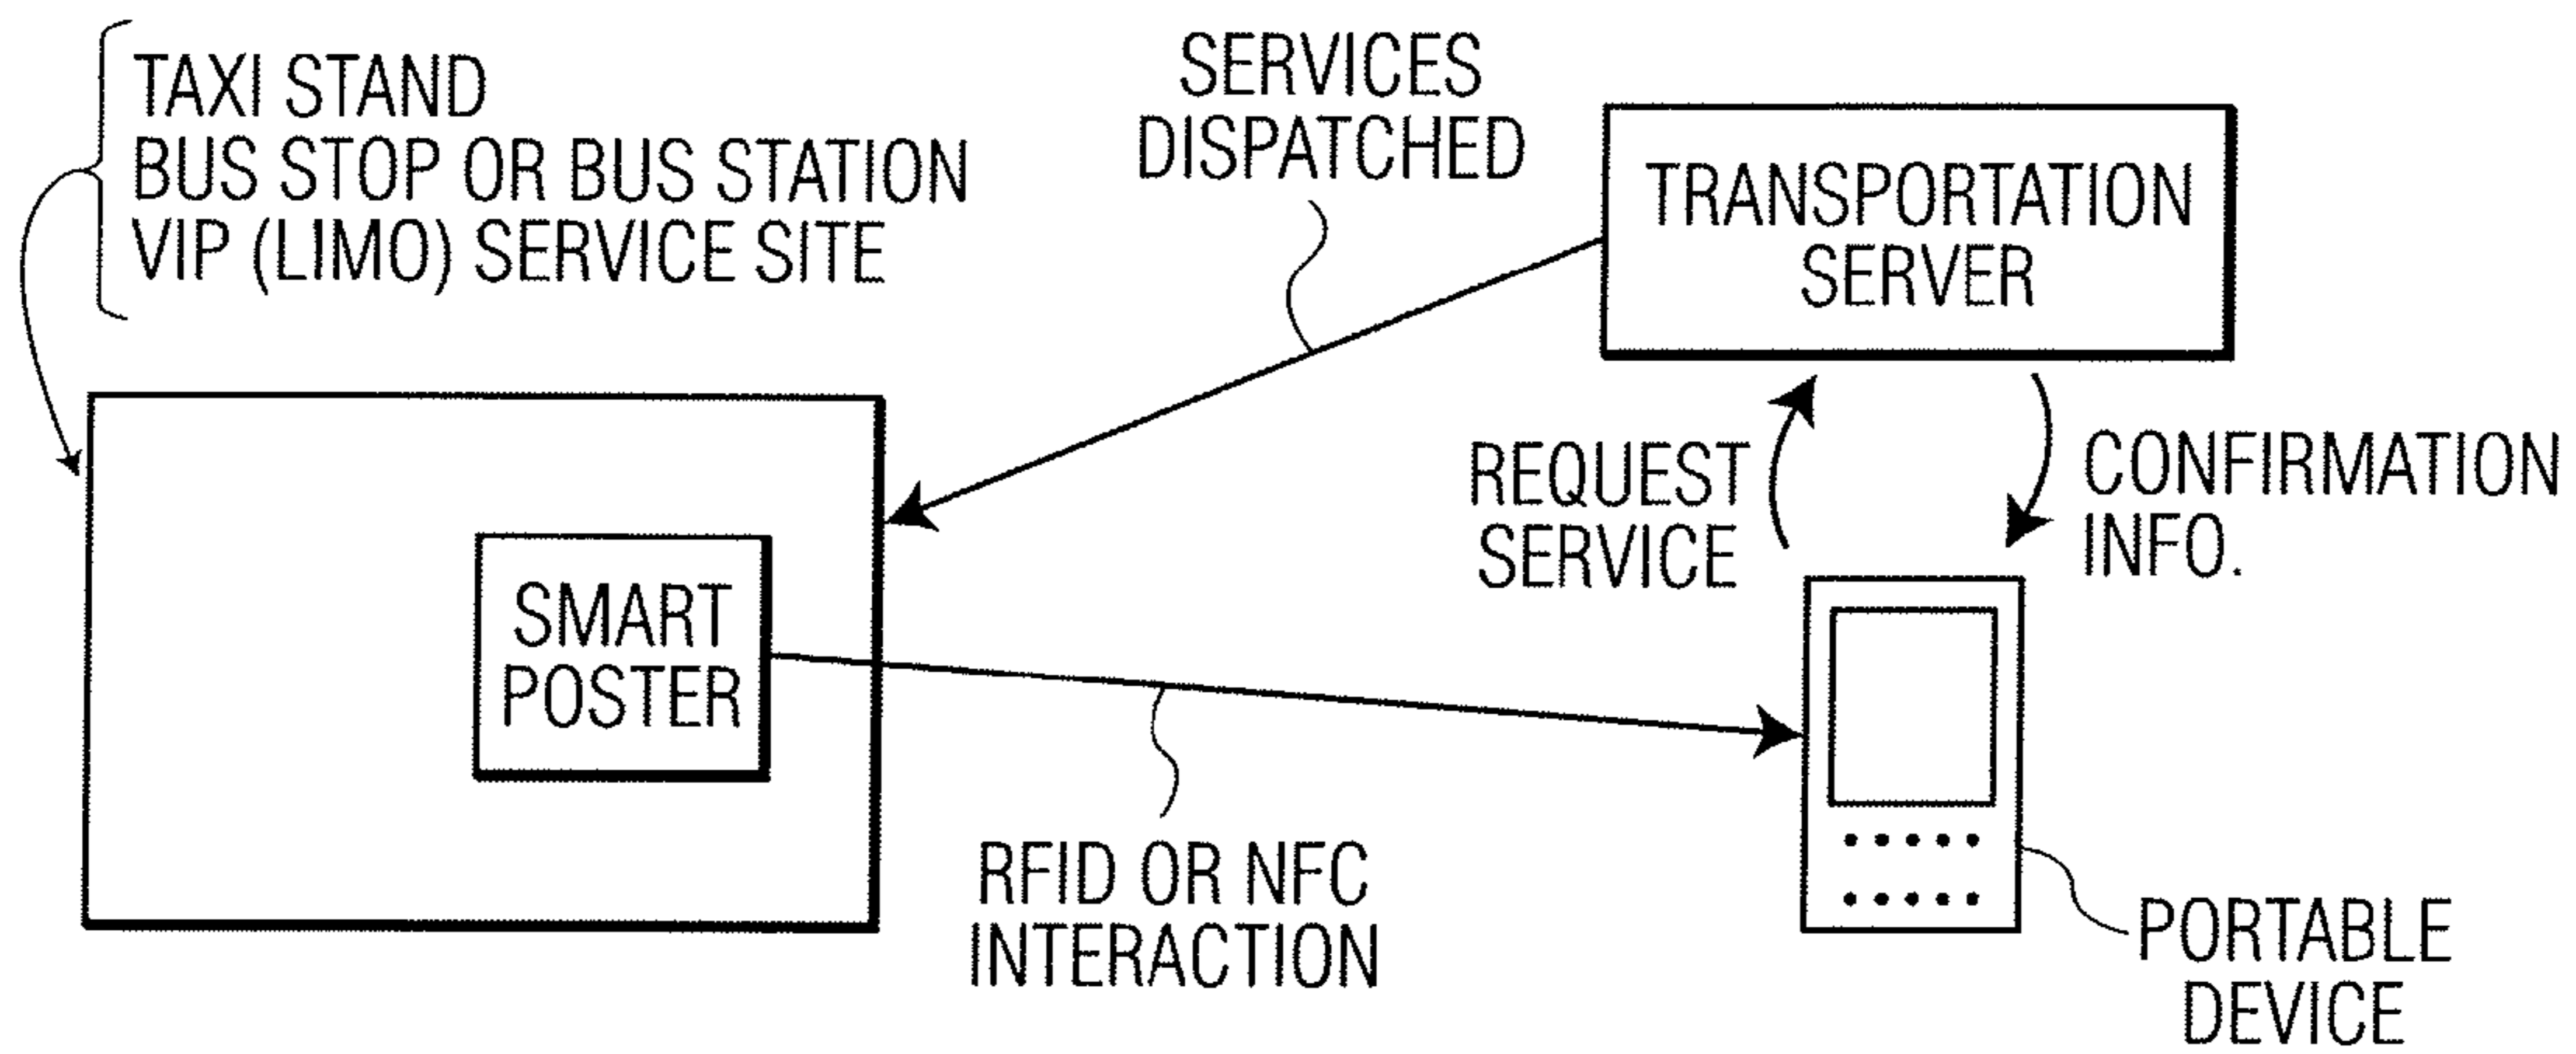 TAXI STAND
BUS STOP OR BUS STATION
VIP (LIMO) SERVICE SITE
SERVICES
DISPATCHED
TRANSPORTATION
SERVER
REQUEST
SERVICE
CONFIRMATION
INFO.
SMART
POSTER
RFID OR NFC
INTERACTION
PORTABLE
DEVICE